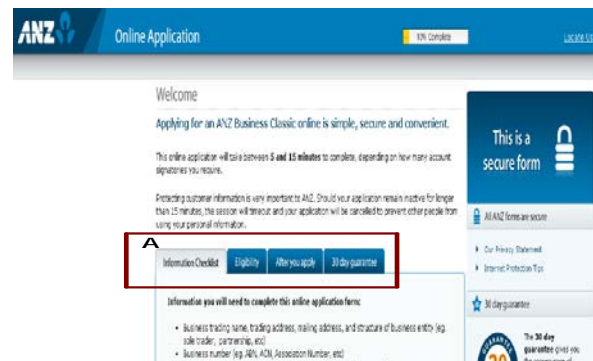 ANZ Online Application 10% Complete Locate Us
Welcome
Applying for an ANZ Business Classic online is simple, secure and convenient.
This online application will take between 5 and 15 minutes to complete, depending on how many account
signatories you require.
Protecting customer information is very important to ANZ. Should your application remain inactive for longer
than 15 minutes, the session will timeout and your application will be cancelled to prevent other people from
using your personal information.
A
Information Checklist Eligibility After you apply 30 day guarantee
Information you will need to complete this online application form:
• Business trading name, trading address, mailing address, and structure of business entity (eg.
sole trader, partnership, etc)
• Business number (eg. ABN, ACN, Association Number, etc)
This is a
secure form
All ANZ forms are secure
Our Privacy Statement
Internet Protection Tips
30 day guarantee
The 30 day
guarantee gives you
GUARANTEE
30